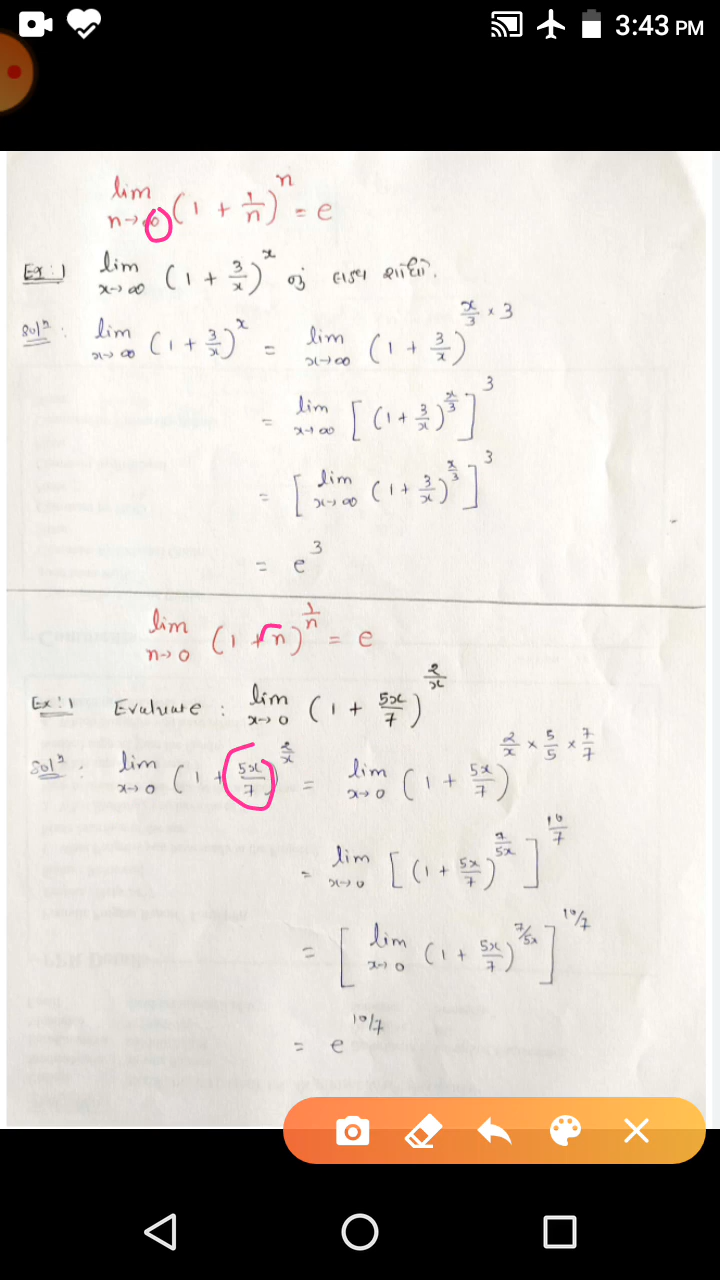 3:43 PM
lim n→∞ (1 + 1/n)^n = e
Ex:1 lim x→∞ (1 + 3/x)^x નું લક્ષ શોધો.
Solⁿ: lim x→∞ (1 + 3/x)^x = lim x→∞ (1 + 3/x)^(x/3 × 3)
= lim x→∞ [(1 + 3/x)^(x/3)]^3
= [lim x→∞ (1 + 3/x)^(x/3)]^3
= e^3
lim n→0 (1 + n)^(1/n) = e
Ex:1 Evaluate : lim x→0 (1 + 5x/7)^(2/x)
Solⁿ: lim x→0 (1 + 5x/7)^(2/x) = lim x→0 (1 + 5x/7)^(2/x × 5/5 × 7/7)
= lim x→0 [(1 + 5x/7)^(7/5x)]^(10/7)
= [lim x→0 (1 + 5x/7)^(7/5x)]^(10/7)
= e^(10/7)